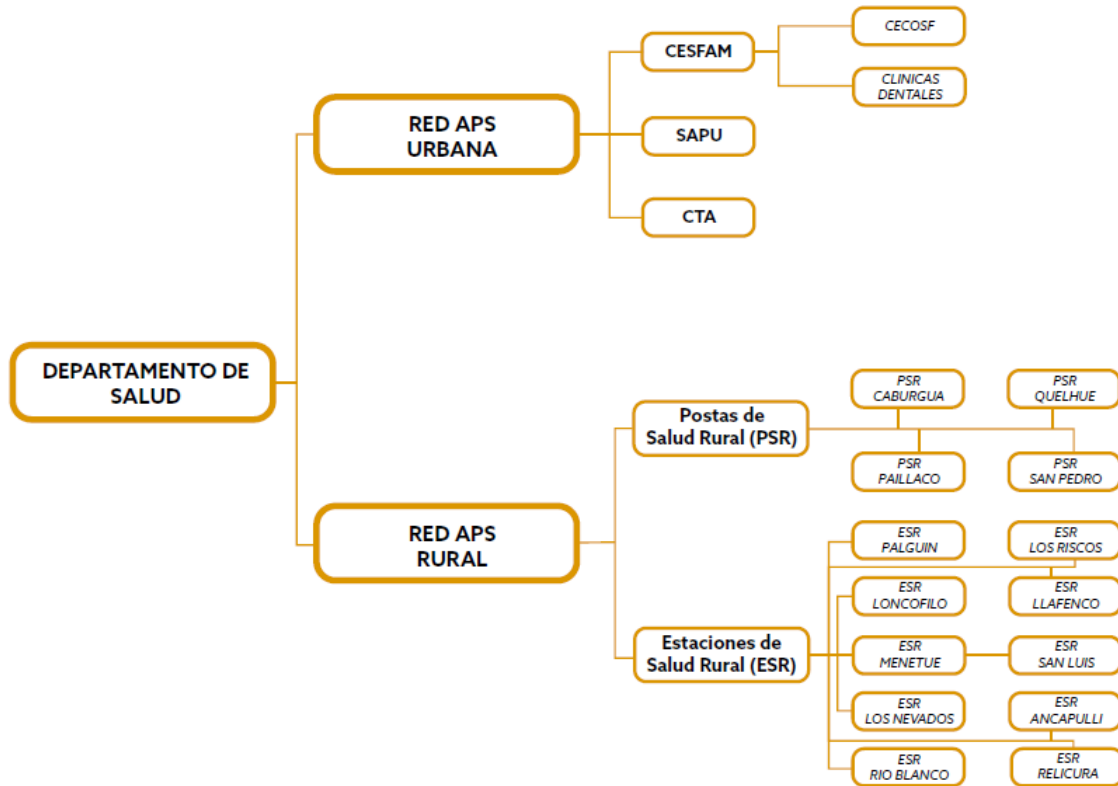 CECOSF
CESFAM
CLINICAS
DENTALES
RED APS
URBANA
SAPU
CTA
DEPARTAMENTO DE
SALUD
PSR
CABURGUA
PSR
QUELHUE
Postas de
Salud Rural (PSR)
PSR
PAILLACO
PSR
SAN PEDRO
RED APS
RURAL
ESR
PALGUIN
ESR
LOS RISCOS
ESR
LONCOFILO
ESR
LLAFENCO
Estaciones de
Salud Rural (ESR)
ESR
MENETUE
ESR
SAN LUIS
ESR
LOS NEVADOS
ESR
ANCAPULLI
ESR
RIO BLANCO
ESR
RELICURA